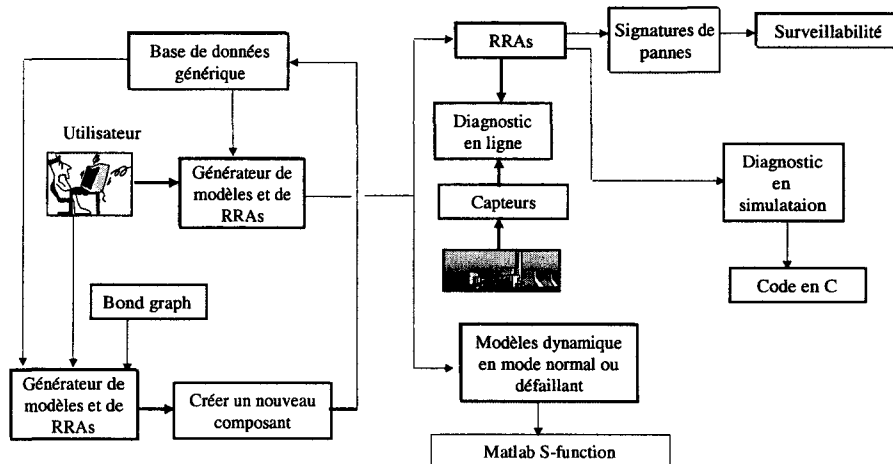 Base de données
générique
Utilisateur
Générateur de
modèles et de
RRAs
Bond graph
Générateur de
modèles et de
RRAs
Créer un nouveau
composant
RRAs
Signatures de
pannes
Surveillabilité
Diagnostic
en ligne
Capteurs
Diagnostic
en
simulataion
Code en C
Modèles dynamique
en mode normal ou
défaillant
Matlab S-function